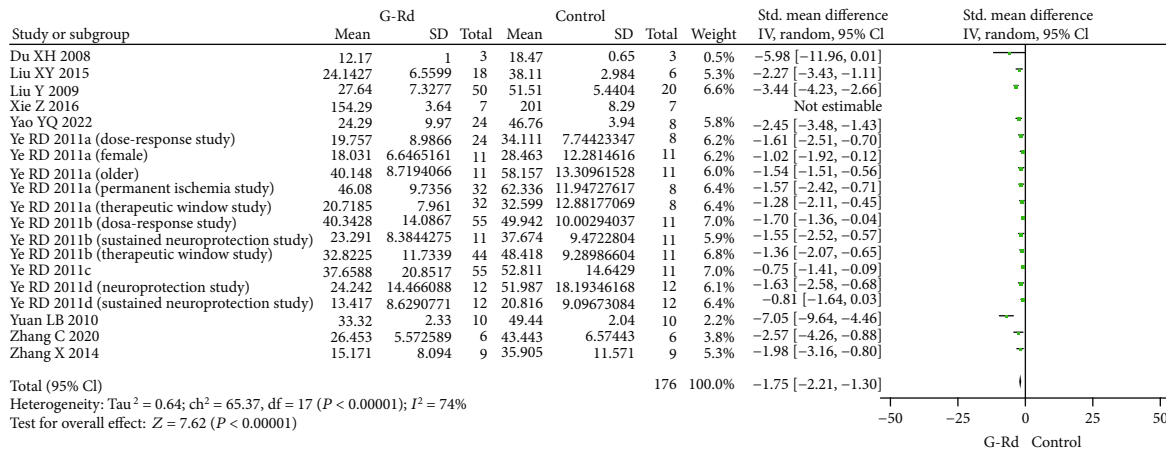 G-Rd Control Std. mean difference Std. mean difference
Study or subgroup Mean SD Total Mean SD Total Weight IV, random, 95% CI IV, random, 95% CI
Du XH 2008 12.17 1 3 18.47 0.65 3 0.5% −5.98 [−11.96, 0.01]
Liu XY 2015 24.1427 6.5599 18 38.11 2.984 6 5.3% −2.27 [−3.43, −1.11]
Liu Y 2009 27.64 7.3277 50 51.51 5.4404 20 6.6% −3.44 [−4.23, −2.66]
Xie Z 2016 154.29 3.64 7 201 8.29 7 Not estimable
Yao YQ 2022 24.29 9.97 24 46.76 3.94 8 5.8% −2.45 [−3.48, −1.43]
Ye RD 2011a (dose-response study) 19.757 8.9866 24 34.111 7.74423347 8 6.2% −1.61 [−2.51, −0.70]
Ye RD 2011a (female) 18.031 6.6465161 11 28.463 12.2814616 11 6.2% −1.02 [−1.92, −0.12]
Ye RD 2011a (older) 40.148 8.7194066 11 58.157 13.30961528 11 6.0% −1.54 [−1.51, −0.56]
Ye RD 2011a (permanent ischemia study) 46.08 9.7356 32 62.336 11.94727617 8 6.4% −1.57 [−2.42, −0.71]
Ye RD 2011a (therapeutic window study) 20.7185 7.961 32 32.599 12.88177069 8 6.4% −1.28 [−2.11, −0.45]
Ye RD 2011b (dosa-response study) 40.3428 14.0867 55 49.942 10.00294037 11 7.0% −1.70 [−1.36, −0.04]
Ye RD 2011b (sustained neuroprotection study) 23.291 8.3844275 11 37.674 9.4722804 11 5.9% −1.55 [−2.52, −0.57]
Ye RD 2011b (therapeutic window study) 32.8225 11.7339 44 48.418 9.28986604 11 6.8% −1.36 [−2.07, −0.65]
Ye RD 2011c 37.6588 20.8517 55 52.811 14.6429 11 7.0% −0.75 [−1.41, −0.09]
Ye RD 2011d (neuroprotection study) 24.242 14.466088 12 51.987 18.19346168 12 5.9% −1.63 [−2.58, −0.68]
Ye RD 2011d (sustained neuroprotection study) 13.417 8.6290771 12 20.816 9.09673084 12 6.4% −0.81 [−1.64, 0.03]
Yuan LB 2010 33.32 2.33 10 49.44 2.04 10 2.2% −7.05 [−9.64, −4.46]
Zhang C 2020 26.453 5.572589 6 43.443 6.57443 6 3.8% −2.57 [−4.26, −0.88]
Zhang X 2014 15.171 8.094 9 35.905 11.571 9 5.3% −1.98 [−3.16, −0.80]
Total (95% CI) 176 100.0% −1.75 [−2.21, −1.30]
Heterogeneity: Tau² = 0.64; ch² = 65.37, df = 17 (P < 0.00001); I² = 74%
Test for overall effect: Z = 7.62 (P < 0.00001)
−50 −25 0 25 50
G-Rd Control